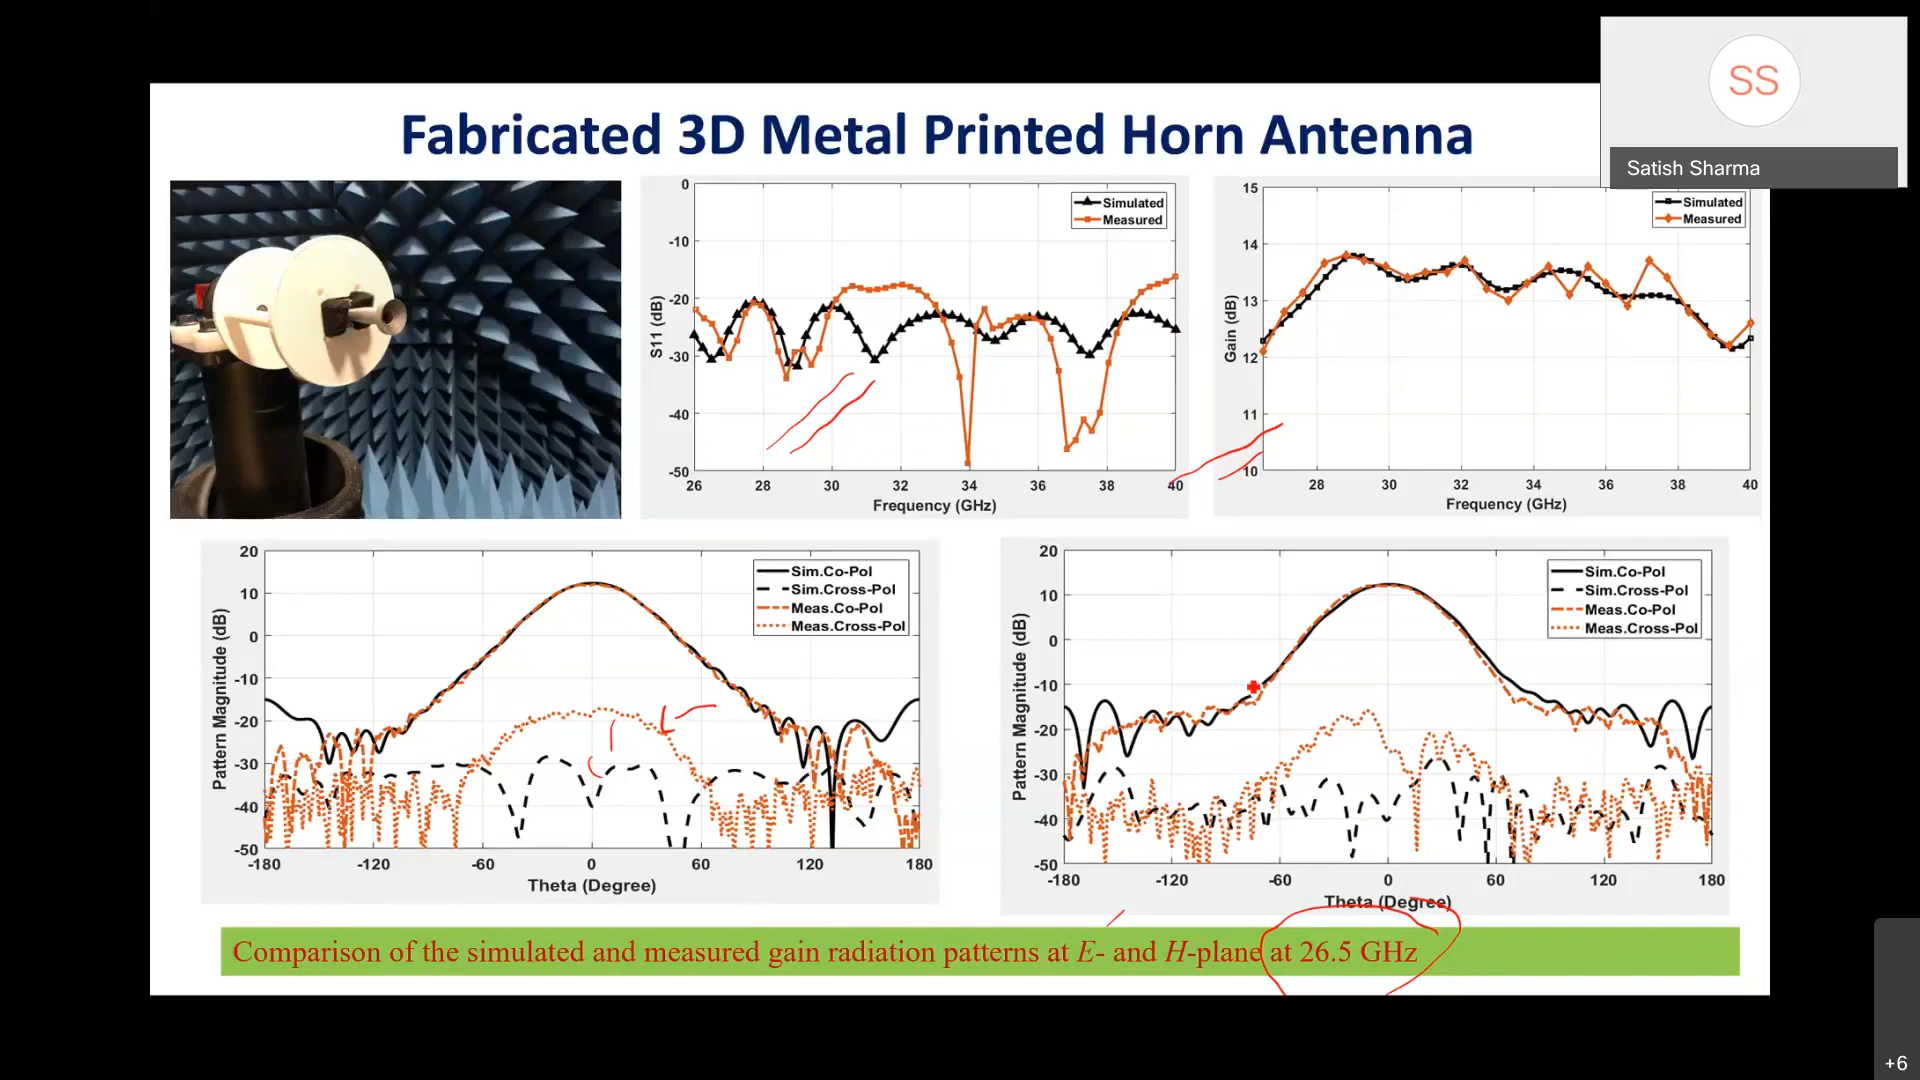 SS
Satish Sharma
Fabricated 3D Metal Printed Horn Antenna
0
-10
-20
-30
-40
-50
S11 (dB)
Simulated
Measured
26 28 30 32 34 36 38 40
Frequency (GHz)
15
14
13
12
11
10
Gain (dB)
Simulated
Measured
28 30 32 34 36 38 40
Frequency (GHz)
20
10
0
-10
-20
-30
-40
-50
Pattern Magnitude (dB)
Sim.Co-Pol
Sim.Cross-Pol
Meas.Co-Pol
Meas.Cross-Pol
-180 -120 -60 0 60 120 180
Theta (Degree)
20
10
0
-10
-20
-30
-40
-50
Pattern Magnitude (dB)
Sim.Co-Pol
Sim.Cross-Pol
Meas.Co-Pol
Meas.Cross-Pol
-180 -120 -60 0 60 120 180
Theta (Degree)
Comparison of the simulated and measured gain radiation patterns at E- and H-plane at 26.5 GHz
+6